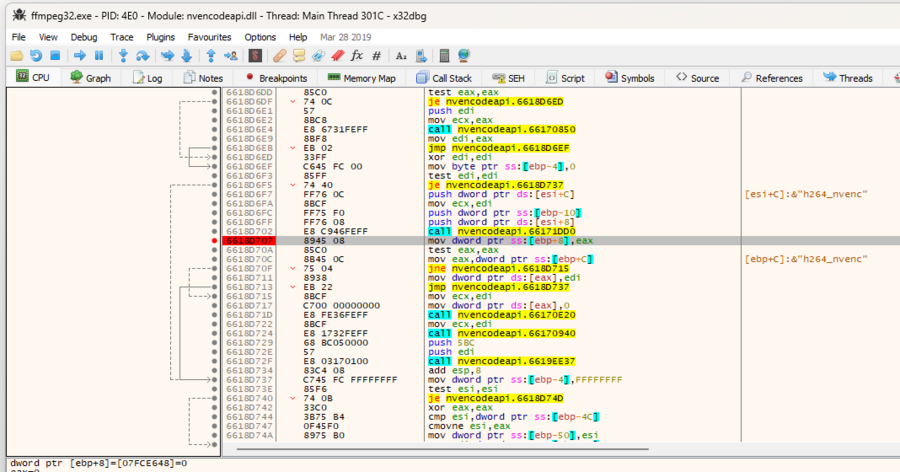 ffmpeg32.exe - PID: 4E0 - Module: nvencodeapi.dll - Thread: Main Thread 301C - x32dbg
File View Debug Trace Plugins Favourites Options Help Mar 28 2019
CPU Graph Log Notes Breakpoints Memory Map Call Stack SEH Script Symbols Source References Threads
6618D6DD 85C0 test eax,eax
6618D6DF 74 0C je nvencodeapi.6618D6ED
6618D6E1 57 push edi
6618D6E2 8BC8 mov ecx,eax
6618D6E4 E8 6731FEFF call nvencodeapi.66170850
6618D6E9 8BF8 mov edi,eax
6618D6EB EB 02 jmp nvencodeapi.6618D6EF
6618D6ED 33FF xor edi,edi
6618D6EF C645 FC 00 mov byte ptr ss:[ebp-4],0
6618D6F3 85FF test edi,edi
6618D6F5 74 40 je nvencodeapi.6618D737
6618D6F7 FF76 0C push dword ptr ds:[esi+C] [esi+C]:&"h264_nvenc"
6618D6FA 8BCF mov ecx,edi
6618D6FC FF75 F0 push dword ptr ss:[ebp-10]
6618D6FF FF76 08 push dword ptr ds:[esi+8]
6618D702 E8 C946FEFF call nvencodeapi.66171DD0
6618D707 8945 08 mov dword ptr ss:[ebp+8],eax
6618D70A 85C0 test eax,eax
6618D70C 8B45 0C mov eax,dword ptr ss:[ebp+C] [ebp+C]:&"h264_nvenc"
6618D70F 75 04 jne nvencodeapi.6618D715
6618D711 8938 mov dword ptr ds:[eax],edi
6618D713 EB 22 jmp nvencodeapi.6618D737
6618D715 8BCF mov ecx,edi
6618D717 C700 00000000 mov dword ptr ds:[eax],0
6618D71D E8 FE36FEFF call nvencodeapi.66170E20
6618D722 8BCF mov ecx,edi
6618D724 E8 1732FEFF call nvencodeapi.66170940
6618D729 68 BC050000 push 5BC
6618D72E 57 push edi
6618D72F E8 03170100 call nvencodeapi.6619EE37
6618D734 83C4 08 add esp,8
6618D737 C745 FC FFFFFFFF mov dword ptr ss:[ebp-4],FFFFFFFF
6618D73E 85F6 test esi,esi
6618D740 74 0B je nvencodeapi.6618D74D
6618D742 33C0 xor eax,eax
6618D744 3B75 B4 cmp esi,dword ptr ss:[ebp-4C]
6618D747 0F45F0 cmovne esi,eax
6618D74A 8975 B0 mov dword ptr ss:[ebp-50],esi
dword ptr [ebp+8]=[07FCE648]=0
eax=0